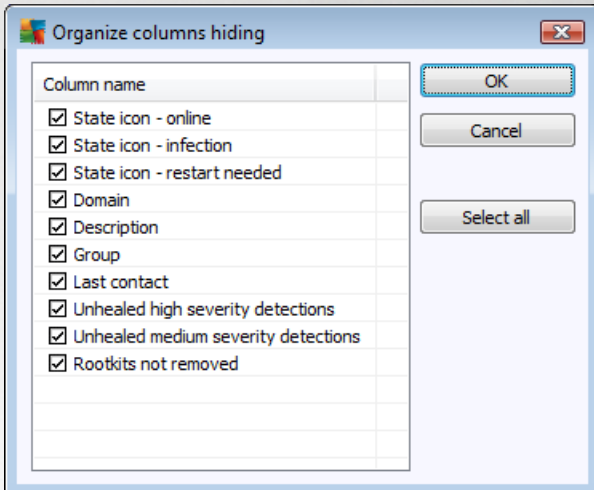 Organize columns hiding
Column name
State icon - online
State icon - infection
State icon - restart needed
Domain
Description
Group
Last contact
Unhealed high severity detections
Unhealed medium severity detections
Rootkits not removed
OK
Cancel
Select all